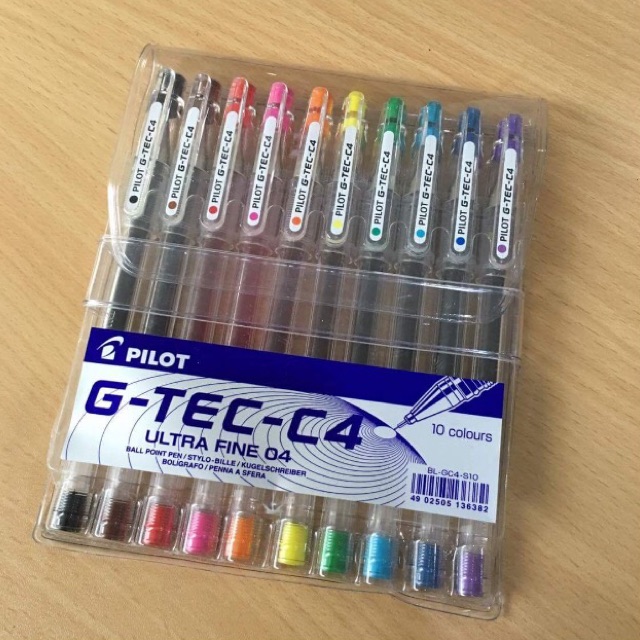 PILOT G-TEC-C4
PILOT G-TEC-C4
PILOT G-TEC-C4
PILOT G-TEC-C4
PILOT G-TEC-C4
PILOT G-TEC-C4
PILOT G-TEC-C4
PILOT G-TEC-C4
PILOT G-TEC-C4
PILOT G-TEC-C4
PILOT
G-TEC-C4
ULTRA FINE 04
BALL POINT PEN / STYLO-BILLE / KUGELSCHREIBER
BOLÍGRAFO / PENNA A SFERA
10 colours
BL-GC4-S10
49 02505 136382